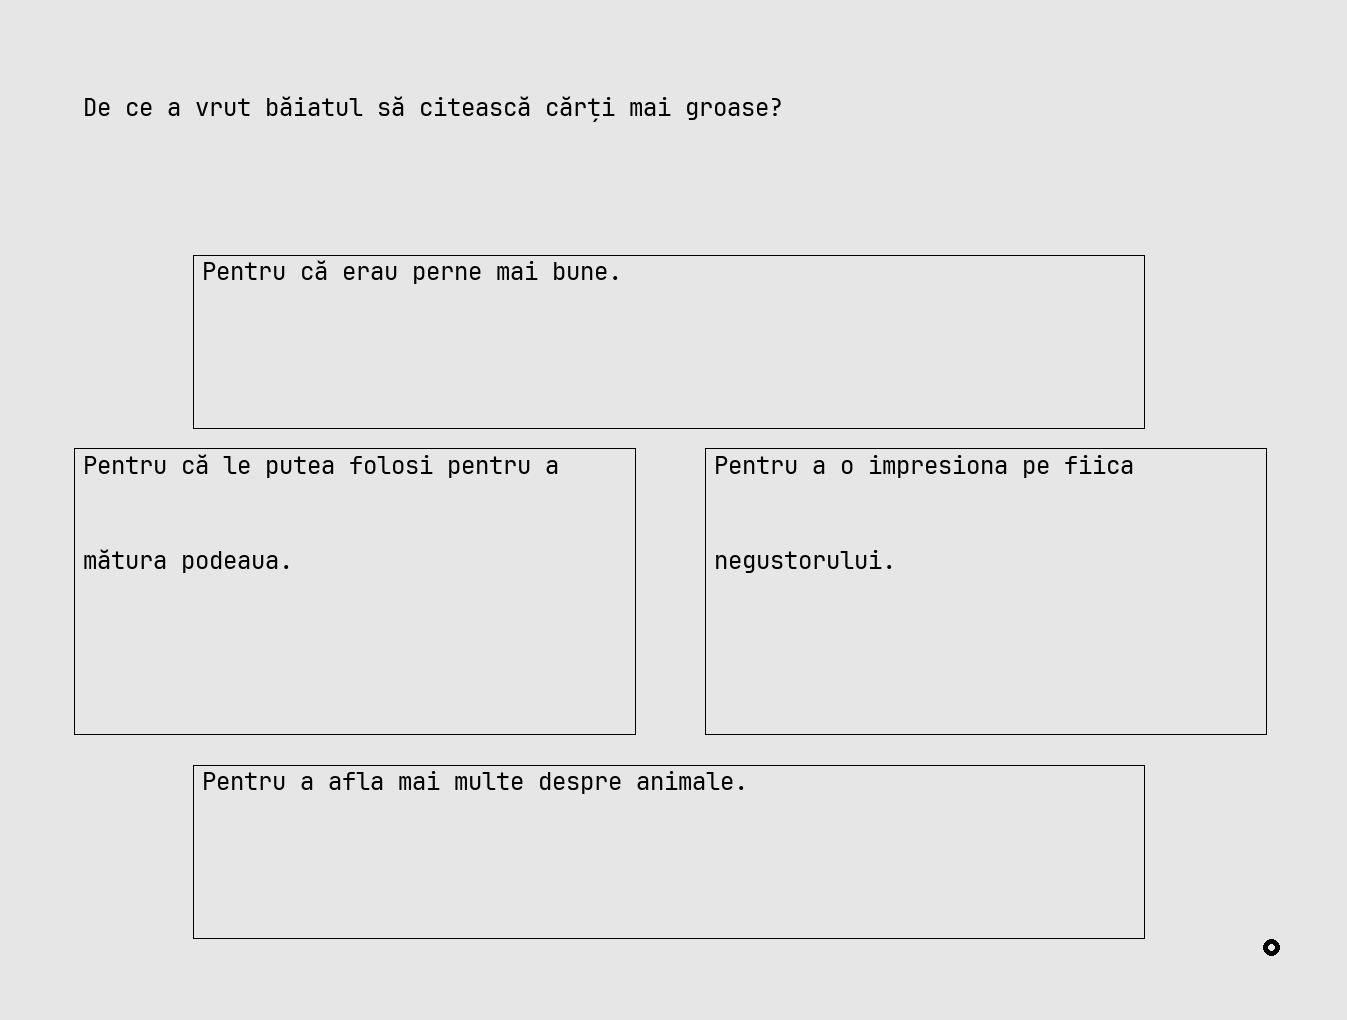 De ce a vrut băiatul să citească cărți mai groase?
Pentru că erau perne mai bune.
Pentru că le putea folosi pentru a
mătura podeaua.
Pentru a o impresiona pe fiica
negustorului.
Pentru a afla mai multe despre animale.